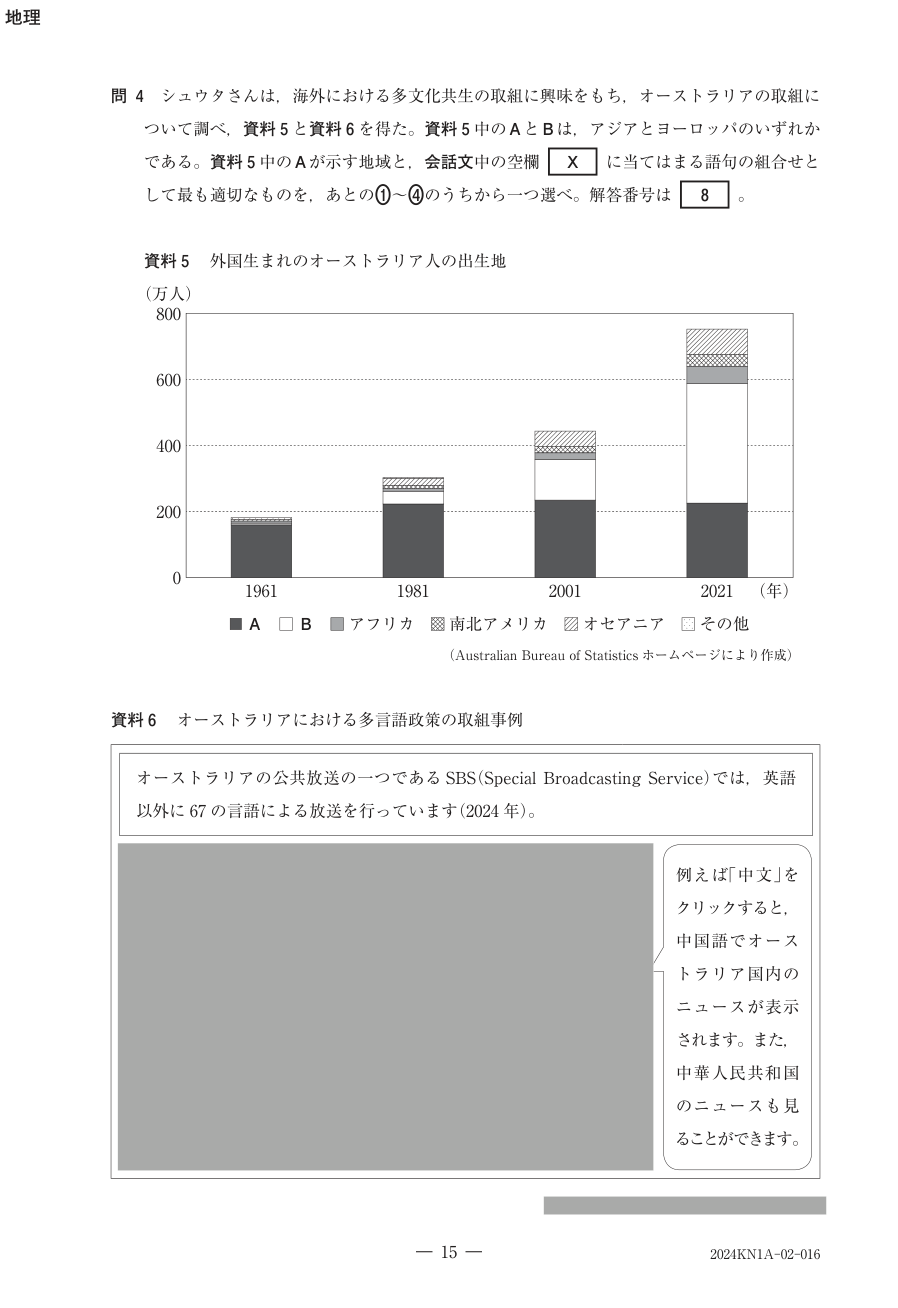 地理
問 4 シュウタさんは，海外における多文化共生の取組に興味をもち，オーストラリアの取組に
ついて調べ，資料5と資料6を得た。資料5中のAとBは，アジアとヨーロッパのいずれか
である。資料5中のAが示す地域と，会話文中の空欄 X に当てはまる語句の組合せと
して最も適切なものを，あとの①〜④のうちから一つ選べ。解答番号は 8 。
資料5 外国生まれのオーストラリア人の出生地
（万人）
800
600
400
200
0
1961 1981 2001 2021 （年）
A B アフリカ 南北アメリカ オセアニア その他
（Australian Bureau of Statistics ホームページにより作成）
資料6 オーストラリアにおける多言語政策の取組事例
オーストラリアの公共放送の一つである SBS（Special Broadcasting Service）では，英語
以外に 67 の言語による放送を行っています（2024 年）。
例えば「中文」を
クリックすると，
中国語でオース
トラリア国内の
ニュースが表示
されます。また，
中華人民共和国
のニュースも見
ることができます。
― 15 ―
2024KN1A-02-016